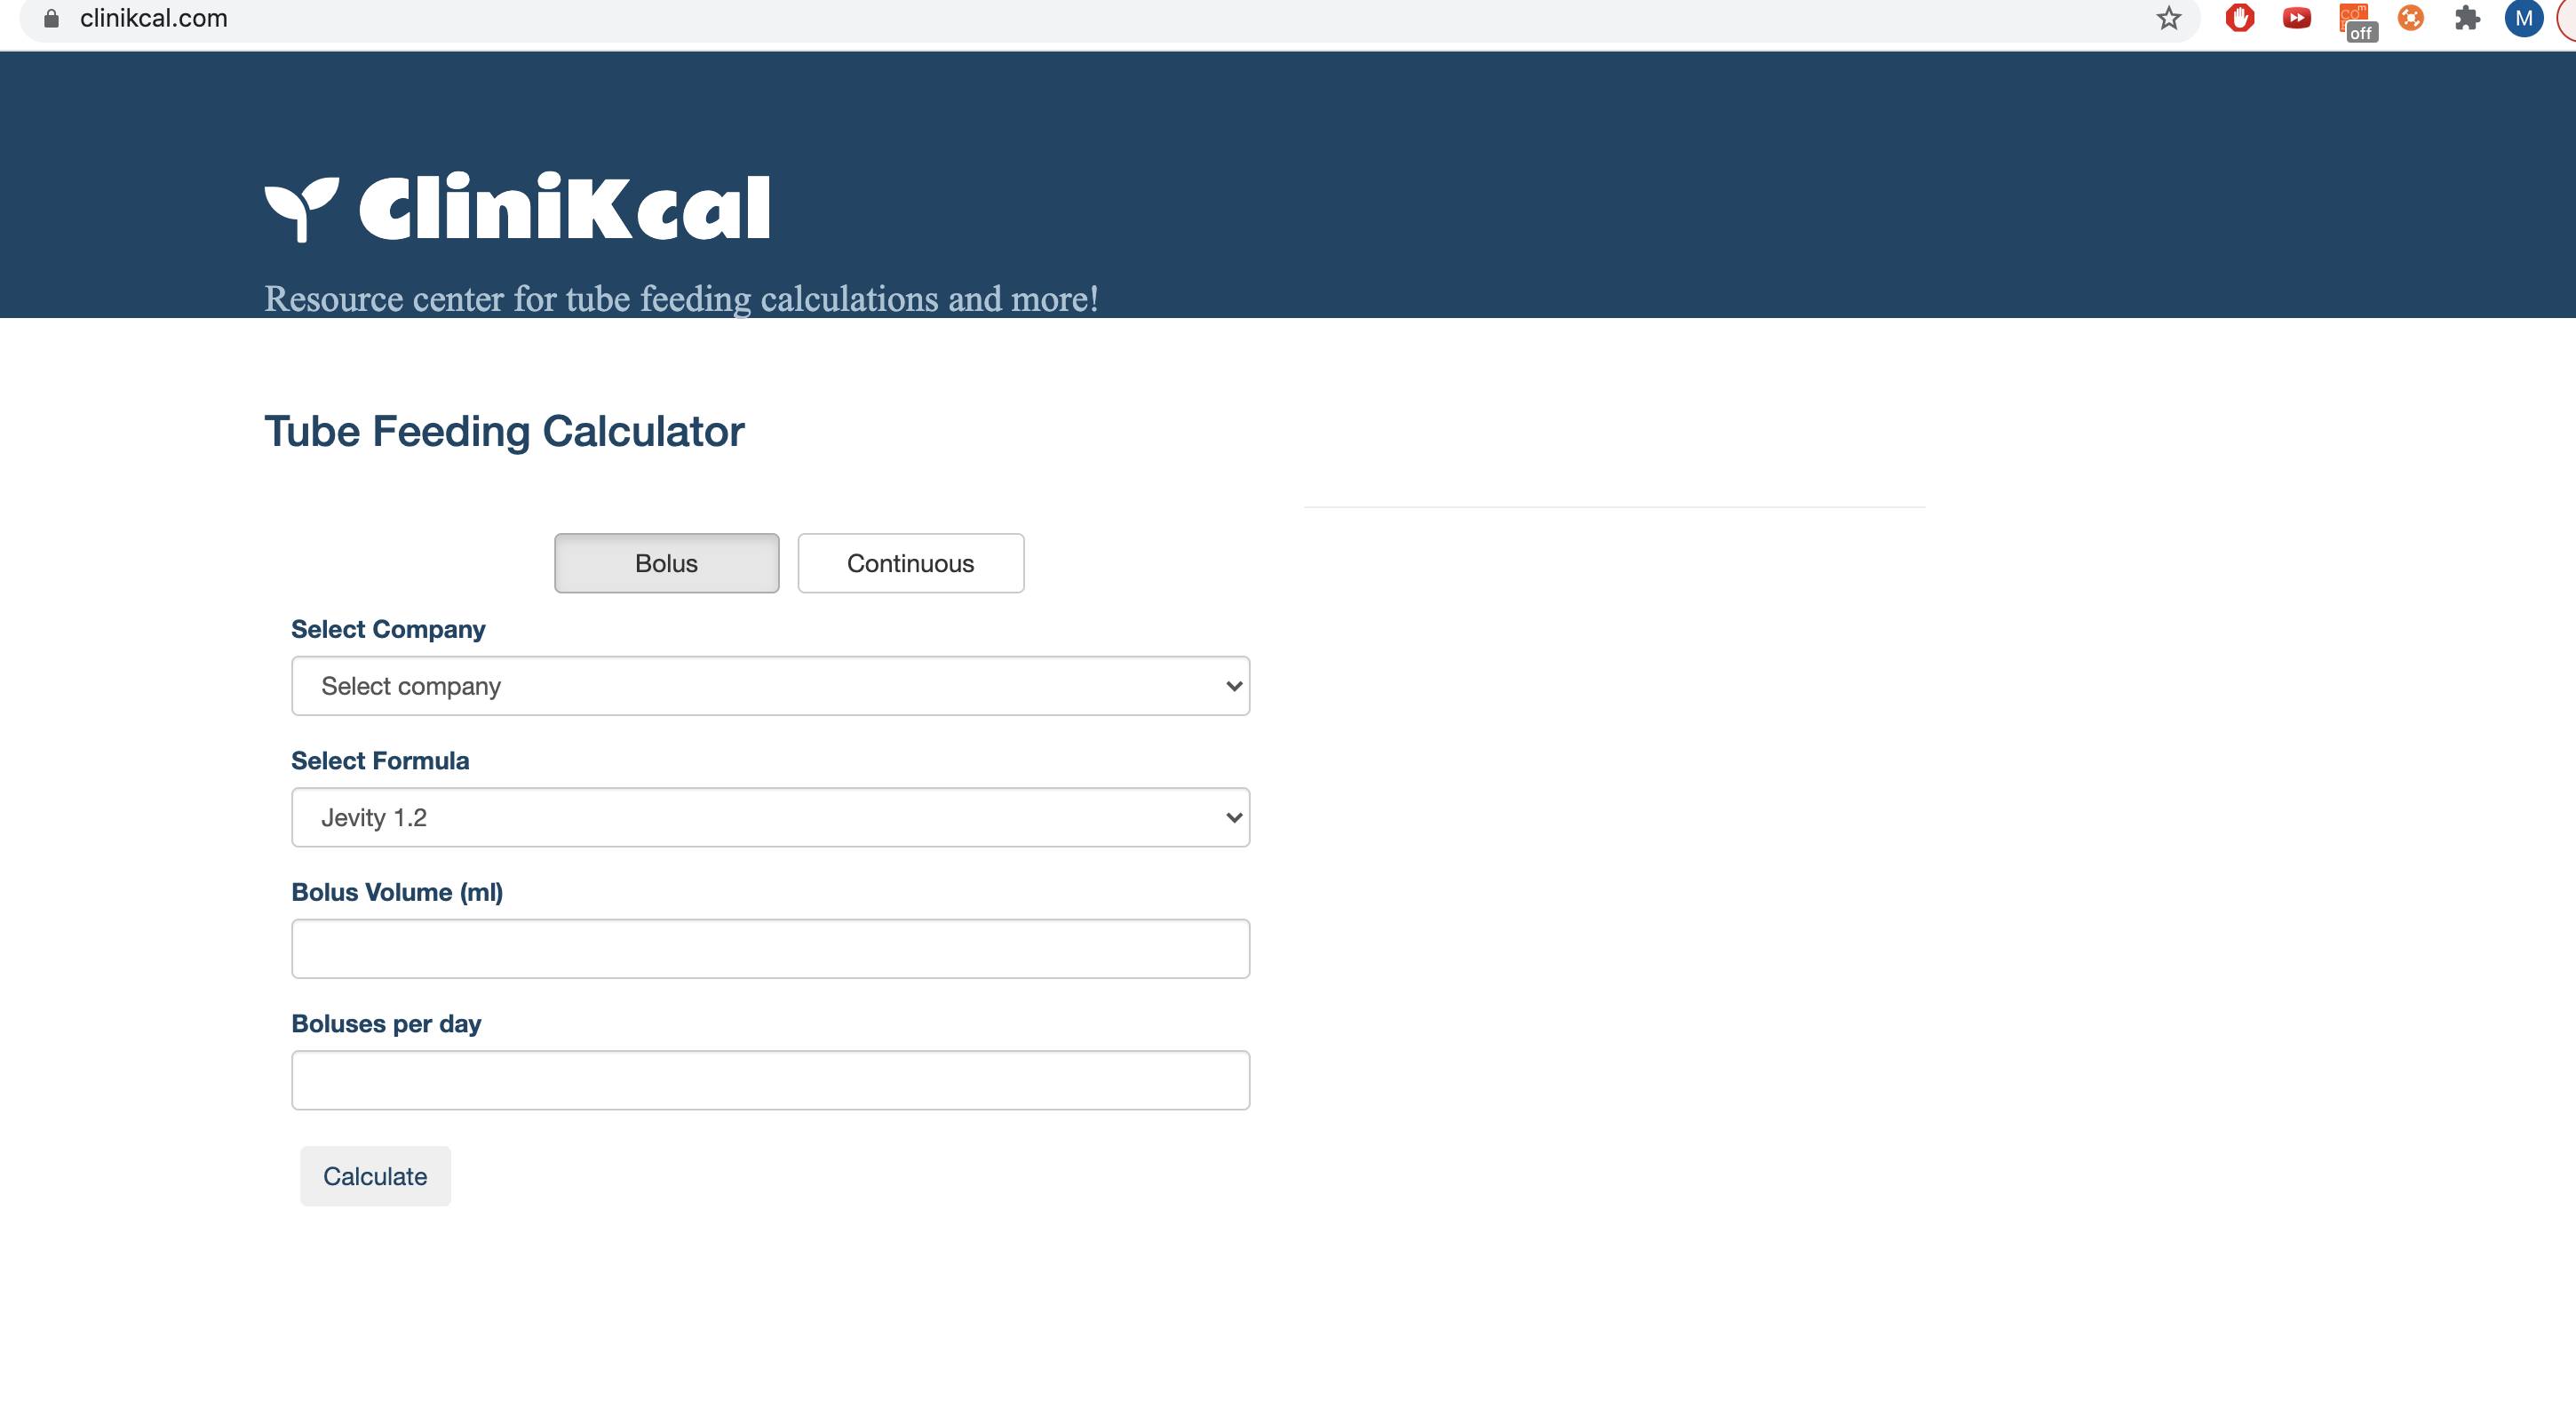 clinikcal.com
off
M
CliniKcal
Resource center for tube feeding calculations and more!
Tube Feeding Calculator
Bolus
Continuous
Select Company
Select company
Select Formula
Jevity 1.2
Bolus Volume (ml)
Boluses per day
Calculate